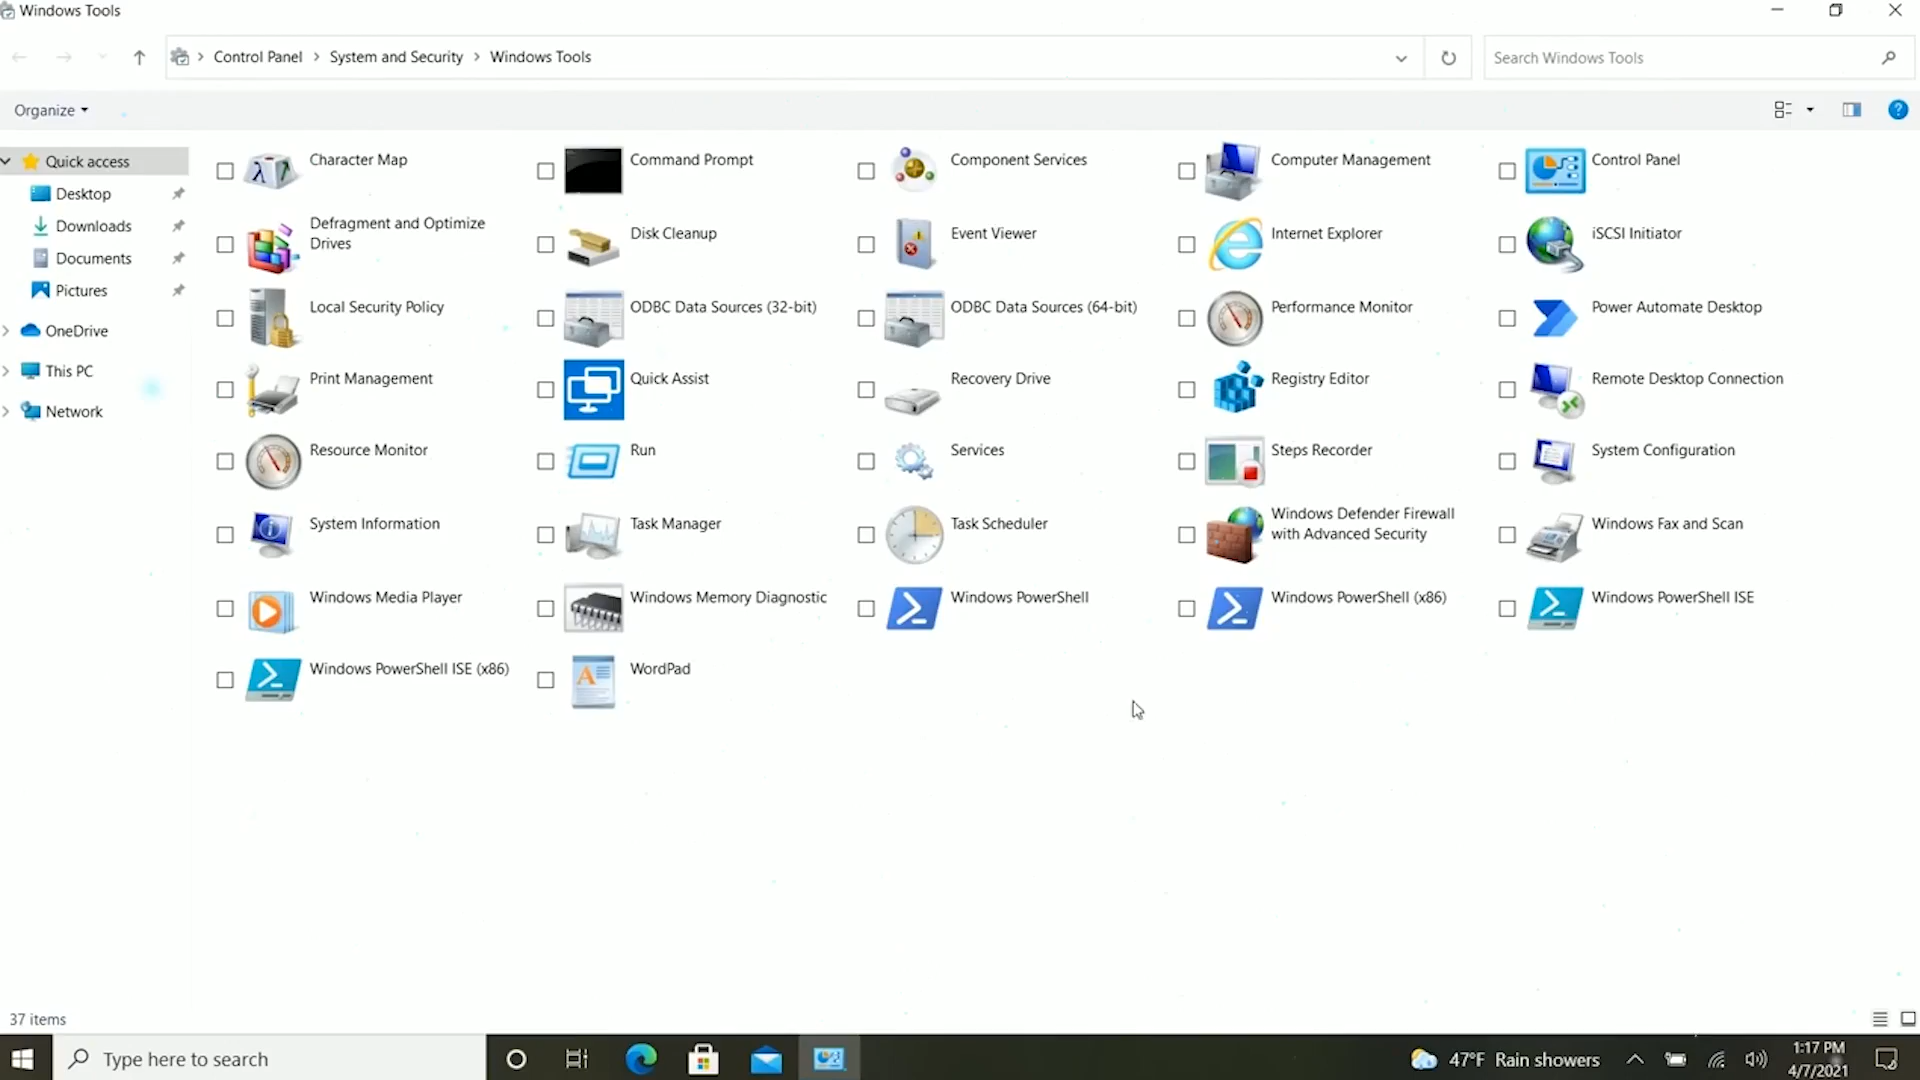 Windows Tools
Control Panel > System and Security > Windows Tools
Search Windows Tools
Organize
Quick access
Desktop
Downloads
Documents
Pictures
OneDrive
This PC
Network
Character Map
Command Prompt
Component Services
Computer Management
Control Panel
Defragment and Optimize
Drives
Disk Cleanup
Event Viewer
Internet Explorer
iSCSI Initiator
Local Security Policy
ODBC Data Sources (32-bit)
ODBC Data Sources (64-bit)
Performance Monitor
Power Automate Desktop
Print Management
Quick Assist
Recovery Drive
Registry Editor
Remote Desktop Connection
Resource Monitor
Run
Services
Steps Recorder
System Configuration
System Information
Task Manager
Task Scheduler
Windows Defender Firewall
with Advanced Security
Windows Fax and Scan
Windows Media Player
Windows Memory Diagnostic
Windows PowerShell
Windows PowerShell (x86)
Windows PowerShell ISE
Windows PowerShell ISE (x86)
WordPad
37 items
Type here to search
47°F Rain showers
1:17 PM
4/7/2021